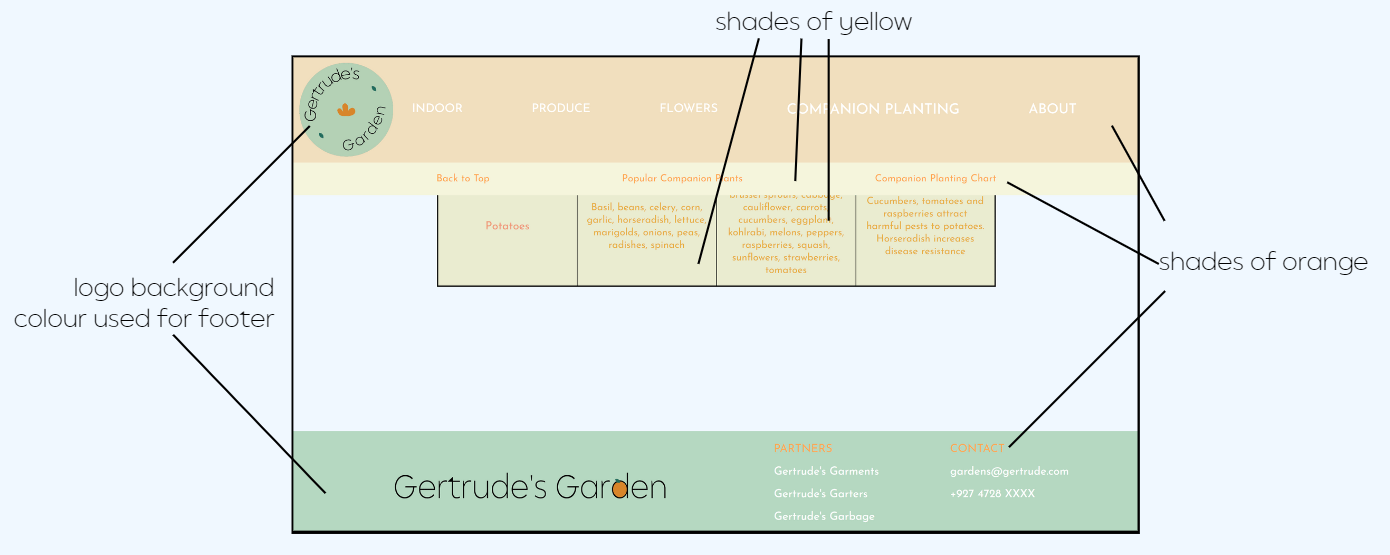 shades of yellow
Gertrude's
Garden
INDOOR PRODUCE FLOWERS COMPANION PLANTING ABOUT
Back to Top Popular Companion Plants Companion Planting Chart
Potatoes
Basil, beans, celery, corn,
garlic, horseradish, lettuce,
marigolds, onions, peas,
radishes, spinach
brussel sprouts, cabbage,
cauliflower, carrots,
cucumbers, eggplant,
kohlrabi, melons, peppers,
raspberries, squash,
sunflowers, strawberries,
tomatoes
Cucumbers, tomatoes and
raspberries attract
harmful pests to potatoes.
Horseradish increases
disease resistance
shades of orange
logo background
colour used for footer
Gertrude's Garden
PARTNERS
Gertrude's Garments
Gertrude's Garters
Gertrude's Garbage
CONTACT
gardens@gertrude.com
+927 4728 XXXX